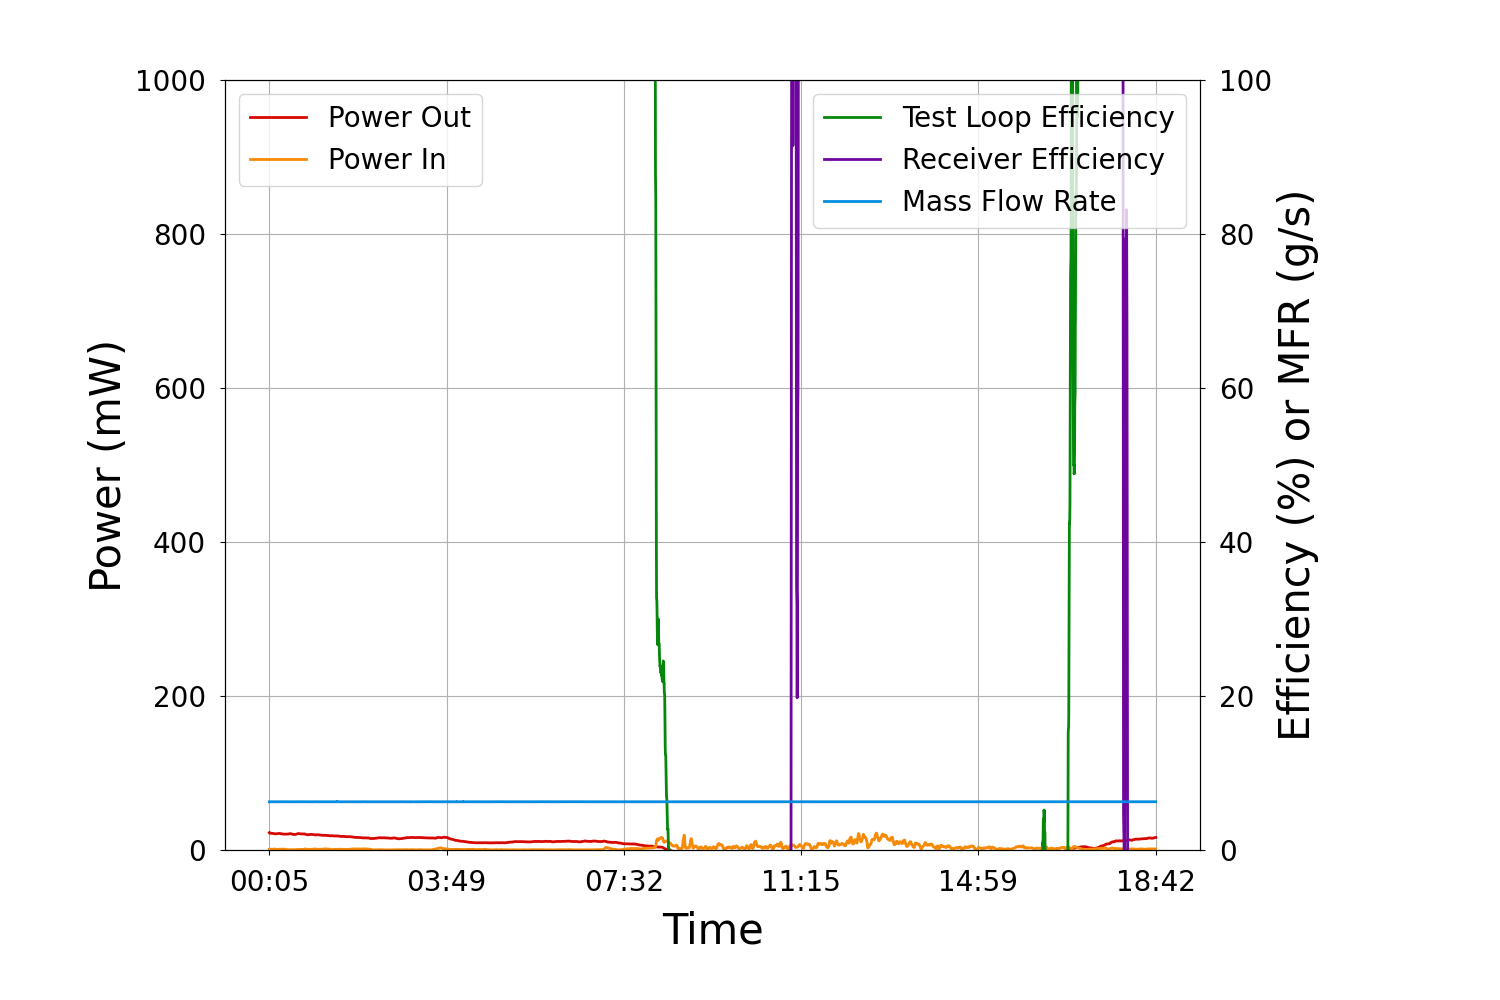 1000
800
600
400
200
0
Power (mW)
Power Out
Power In
Test Loop Efficiency
Receiver Efficiency
Mass Flow Rate
100
80
60
40
20
0
Efficiency (%) or MFR (g/s)
00:05 03:49 07:32 11:15 14:59 18:42
Time